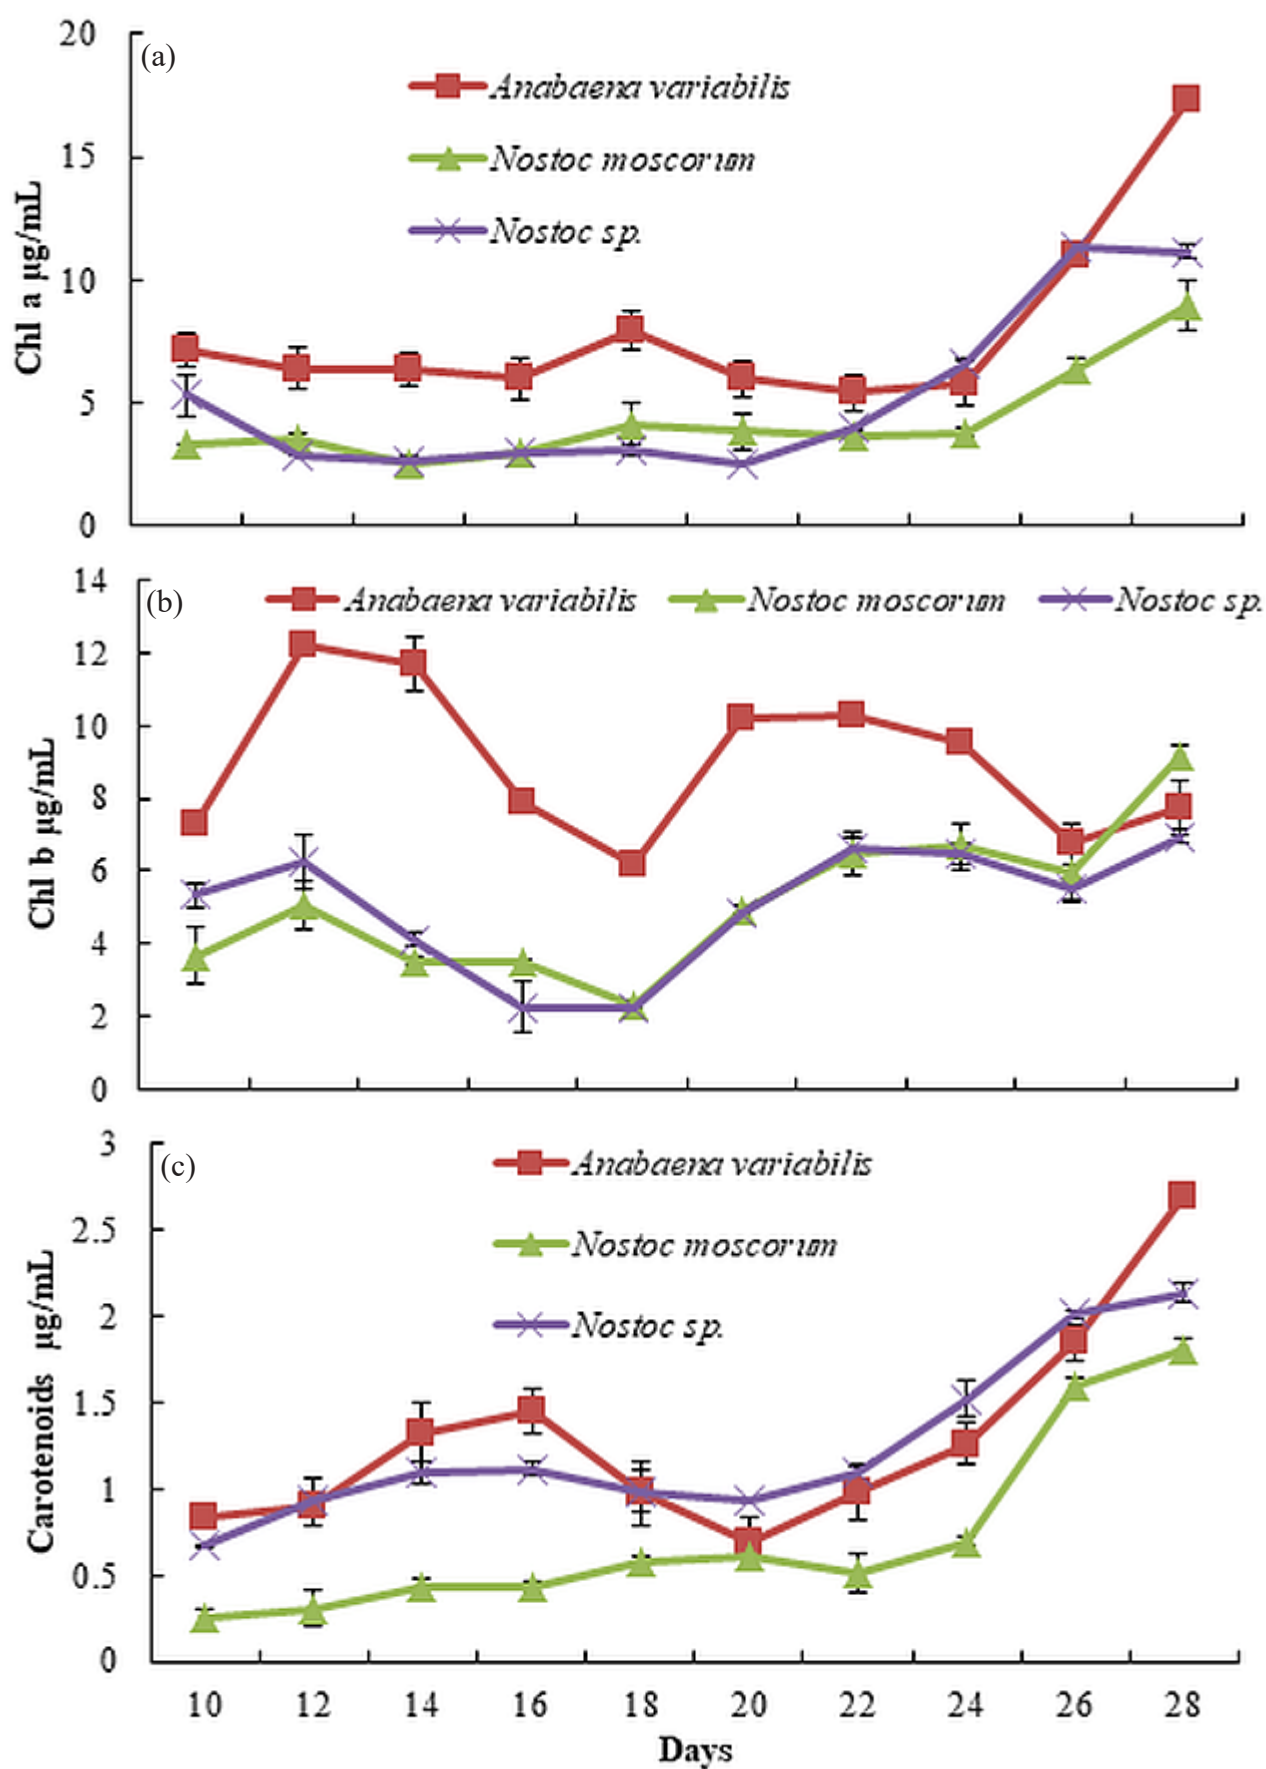 20
(a)
Anabaena variabilis
15
Nostoc moscorum
Nostoc sp.
Chl a µg/mL
10
5
0
14
(b)
Anabaena variabilis Nostoc moscorum Nostoc sp.
12
10
Chl b µg/mL
8
6
4
2
0
3
(c)
Anabaena variabilis
2.5
Nostoc moscorum
2
Nostoc sp.
Carotenoids µg/mL
1.5
1
0.5
0
10 12 14 16 18 20 22 24 26 28
Days